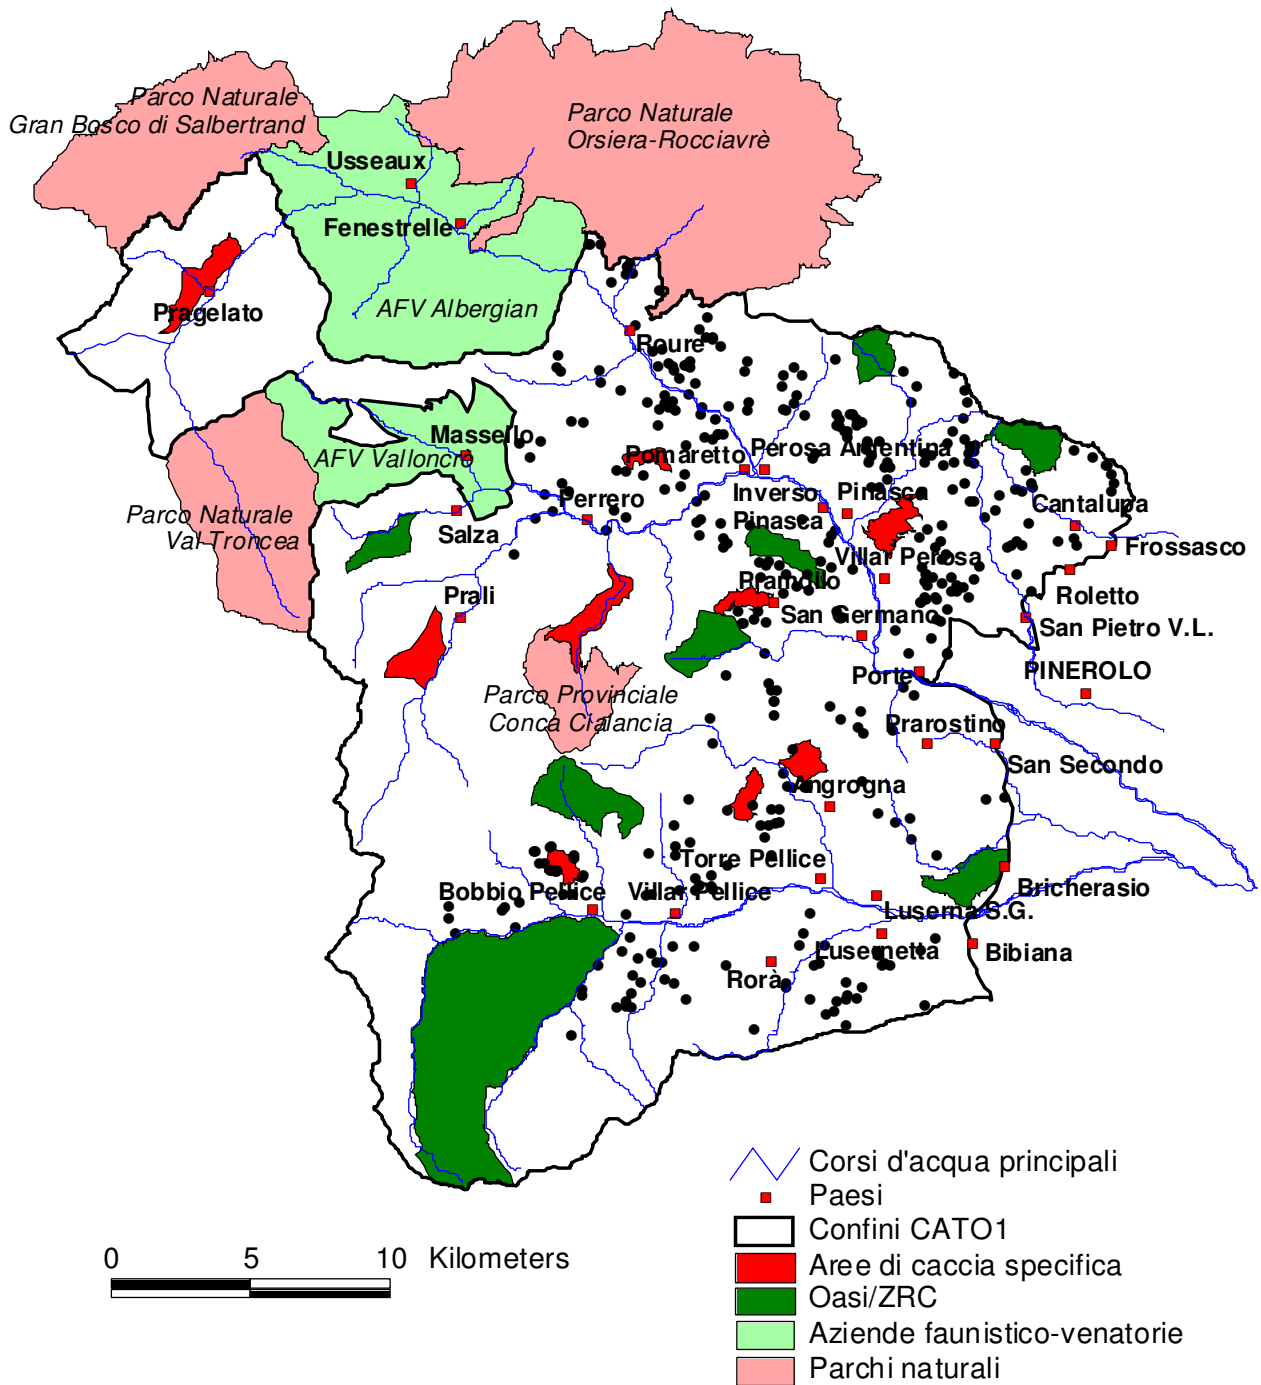 Parco Naturale
Gran Bosco di Salbertrand
Parco Naturale
Orsiera-Rocciavrè
Usseaux
Fenestrelle
AFV Albergian
Pragelato
Roure
Massello
AFV Valloncrò
Pomaretto
Perosa Argentina
Perrero
Inverso
Pinasca
Pinasca
Cantalupa
Parco Naturale
Val Troncea
Salza
Frossasco
Villar Perosa
Pramollo
Prali
San Germano
Roletto
San Pietro V.L.
Porte
PINEROLO
Parco Provinciale
Conca Cialancia
Prarostino
San Secondo
Angrogna
Torre Pellice
Bobbio Pellice
Villar Pellice
Bricherasio
Luserna S.G.
Lusernetta
Bibiana
Rorà
Corsi d'acqua principali
Paesi
Confini CATO1
Aree di caccia specifica
Oasi/ZRC
Aziende faunistico-venatorie
Parchi naturali
0 5 10 Kilometers